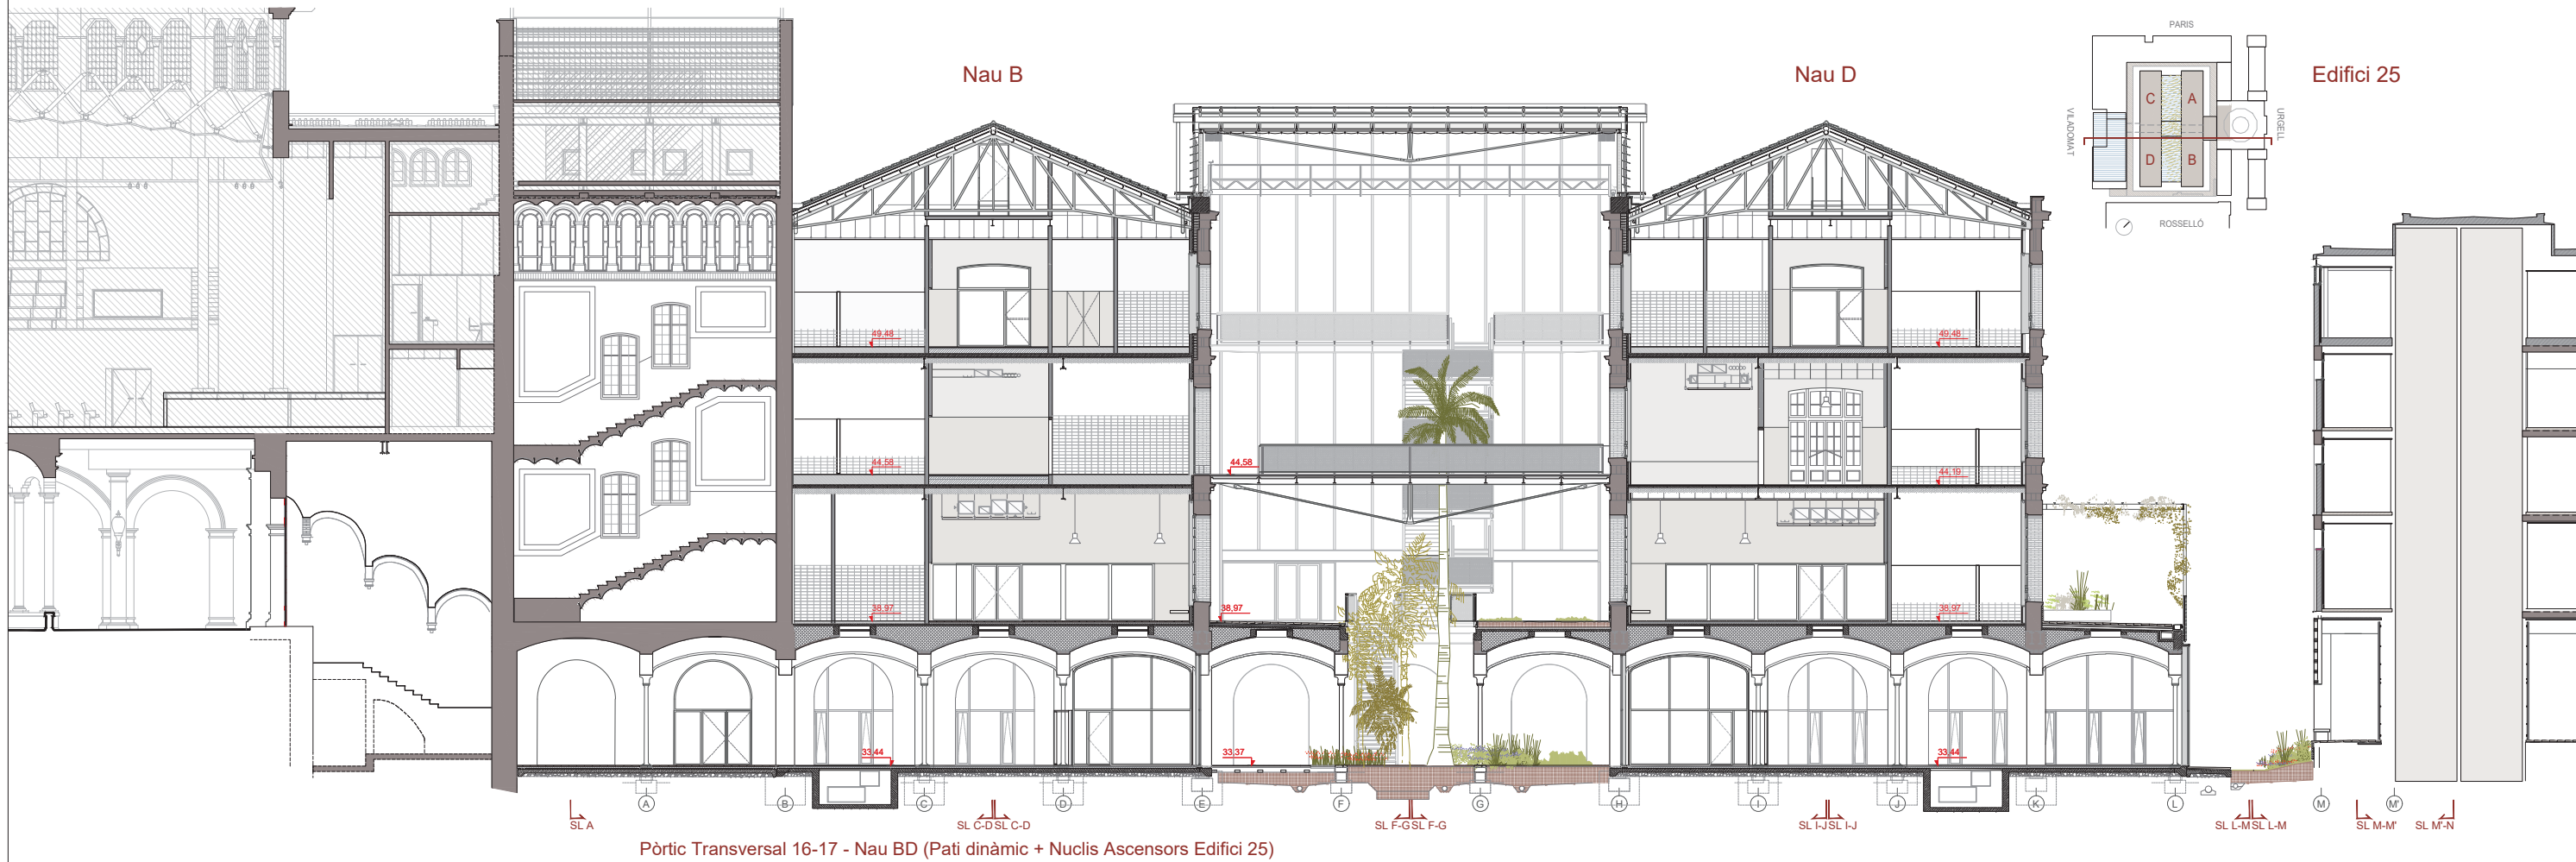 PARIS
Nau B
Nau D
Edifici 25
C
A
VILADOMAT
URGELL
D
B
ROSSELLÓ
49,48
49,48
44,58
44,58
44,19
38,97
38,97
38,97
33,44
33,37
33,44
A
B
C
D
E
F
G
H
I
J
K
L
M
M'
SL A
SL C-D SL C-D
SL F-G SL F-G
SL I-J SL I-J
SL L-M SL L-M
SL M-M'
SL M'-N
Pòrtic Transversal 16-17 - Nau BD (Pati dinàmic + Nuclis Ascensors Edifici 25)